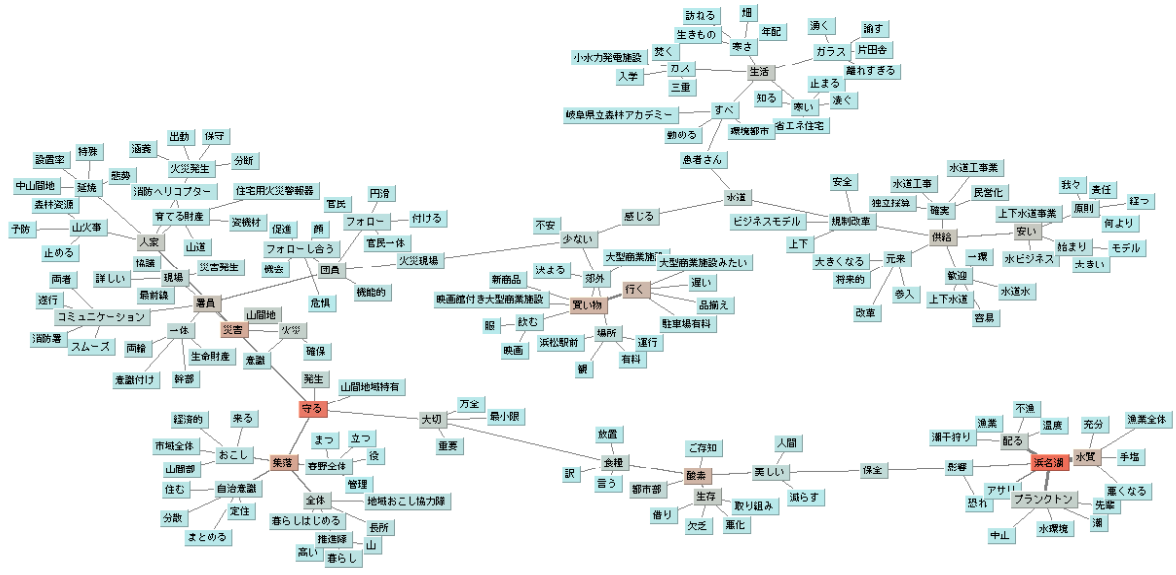 訪ねる
畑
生きもの
年配
寒さ
湧く
諭す
焚く
ガラス
片田舎
小水力発電施設
ガス
生活
離れすぎる
入学
三重
止まる
知る
寒い
凄ぐ
すべ
岐阜県立森林アカデミー
環境都市
省エネ住宅
勤める
患者さん
水道
感じる
少ない
不安
火災現場
出動
保守
涵養
分断
火災発生
特殊
設置率
態勢
中山間地
延焼
消防ヘリコプター
住宅用火災警報器
森林資源
育てる財産
資機材
予防
山火事
人家
山道
止める
官民
円滑
フォロー
付ける
促進
顔
官民一体
フォローし合う
機会
団員
機能的
危惧
協議
現場
災害発生
詳しい
両者
最前線
署員
遂行
コミュニケーション
消防署
スムーズ
山間地
災害
火災
一体
両輪
生命財産
意識
確保
意識付け
幹部
発生
山間地域特有
守る
大切
万全
最小限
重要
大型商業施設
大型商業施設みたい
決まる
郊外
新商品
行く
遅い
映画館付き大型商業施設
買い物
品揃え
服
飲む
駐車場有料
場所
映画
浜松駅前
運行
有料
観
安全
ビジネスモデル
規制改革
上下
水道工事業
水道工事
民営化
独立採算
確実
供給
大きくなる
元来
将来的
参入
改革
一環
歓迎
水道水
上下水道
容易
我々
責任
原則
経つ
上下水道事業
何より
安い
始まり
モデル
水ビジネス
大きい
経済的
来る
市域全体
おこし
山間部
集落
まつ
立つ
役
春野全体
管理
住む
自治意識
分散
定住
まとめる
全体
地域おこし協力隊
暮らしはじめる
長所
推進隊
山
高い
暮らし
放置
食糧
訳
言う
ご存知
都市部
酸素
美しい
人間
減らす
生存
取り組み
借り
欠乏
悪化
保全
影響
恐れ
不漁
漁業
温度
潮干狩り
配る
充分
漁業全体
浜名湖
水質
手塩
アサリ
悪くなる
プランクトン
先輩
中止
水環境
潮